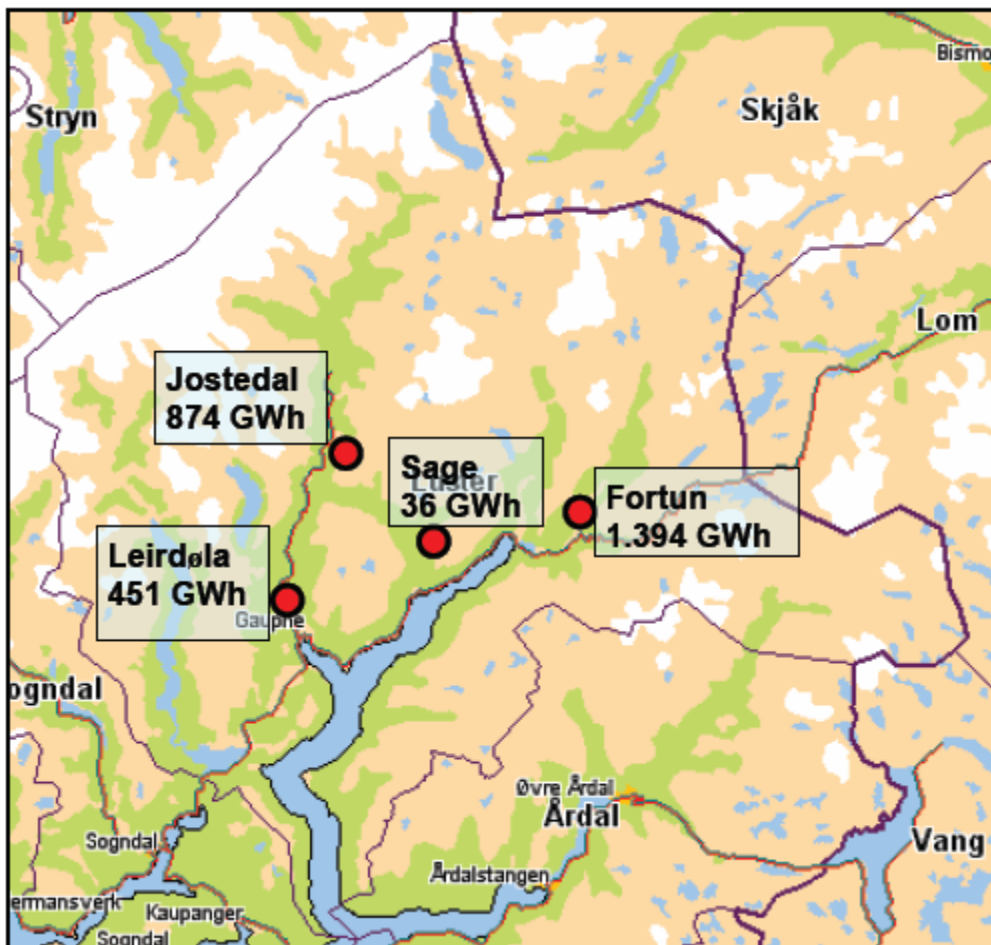 Bismo
Stryn
Skjåk
Lom
Jostedal
874 GWh
Luster
Sage
36 GWh
Fortun
1.394 GWh
Leirdøla
451 GWh
Gaupne
ogndal
Øvre Årdal
Årdal
Vang
Sogndal
Årdalstangen
ermansverk
Kaupanger
Sogndal